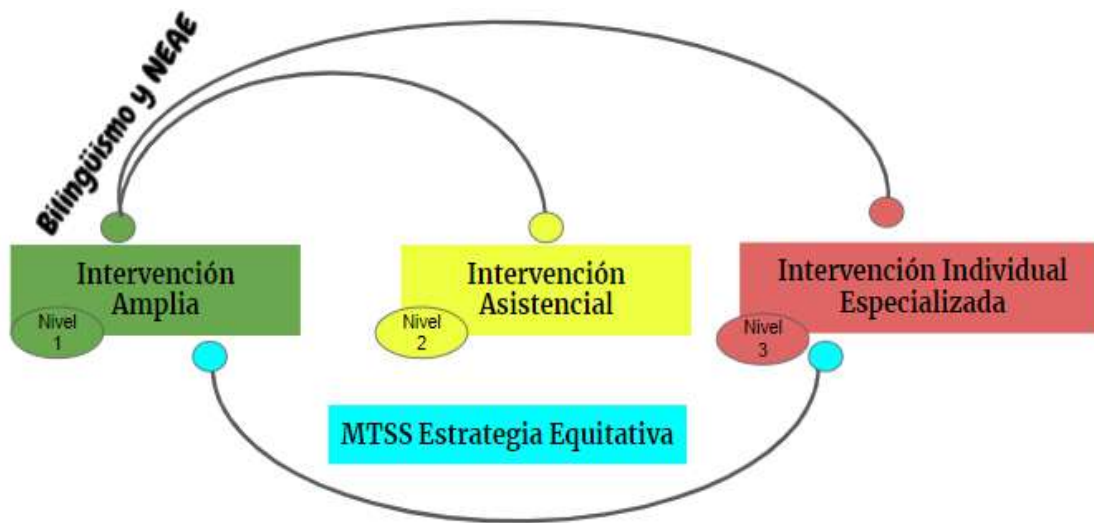 Bilingüismo y NEAE
Intervención
Amplia
Nivel
1
Intervención
Asistencial
Nivel
2
Intervención Individual
Especializada
Nivel
3
MTSS Estrategia Equitativa